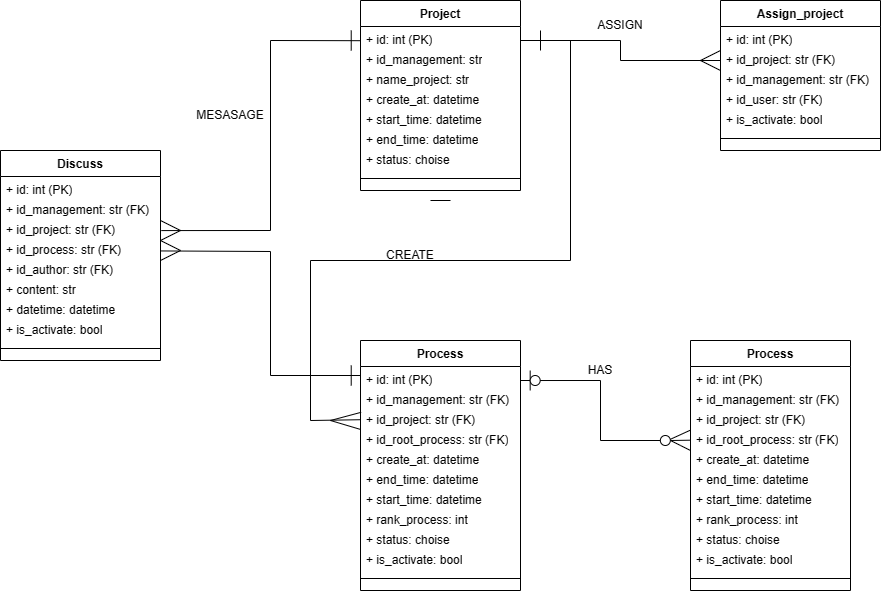 Project
+ id: int (PK)
+ id_management: str
+ name_project: str
+ create_at: datetime
+ start_time: datetime
+ end_time: datetime
+ status: choise
ASSIGN
Assign_project
+ id: int (PK)
+ id_project: str (FK)
+ id_management: str (FK)
+ id_user: str (FK)
+ is_activate: bool
MESASAGE
Discuss
+ id: int (PK)
+ id_management: str (FK)
+ id_project: str (FK)
+ id_process: str (FK)
+ id_author: str (FK)
+ content: str
+ datetime: datetime
+ is_activate: bool
CREATE
Process
+ id: int (PK)
+ id_management: str (FK)
+ id_project: str (FK)
+ id_root_process: str (FK)
+ create_at: datetime
+ end_time: datetime
+ start_time: datetime
+ rank_process: int
+ status: choise
+ is_activate: bool
HAS
Process
+ id: int (PK)
+ id_management: str (FK)
+ id_project: str (FK)
+ id_root_process: str (FK)
+ create_at: datetime
+ end_time: datetime
+ start_time: datetime
+ rank_process: int
+ status: choise
+ is_activate: bool